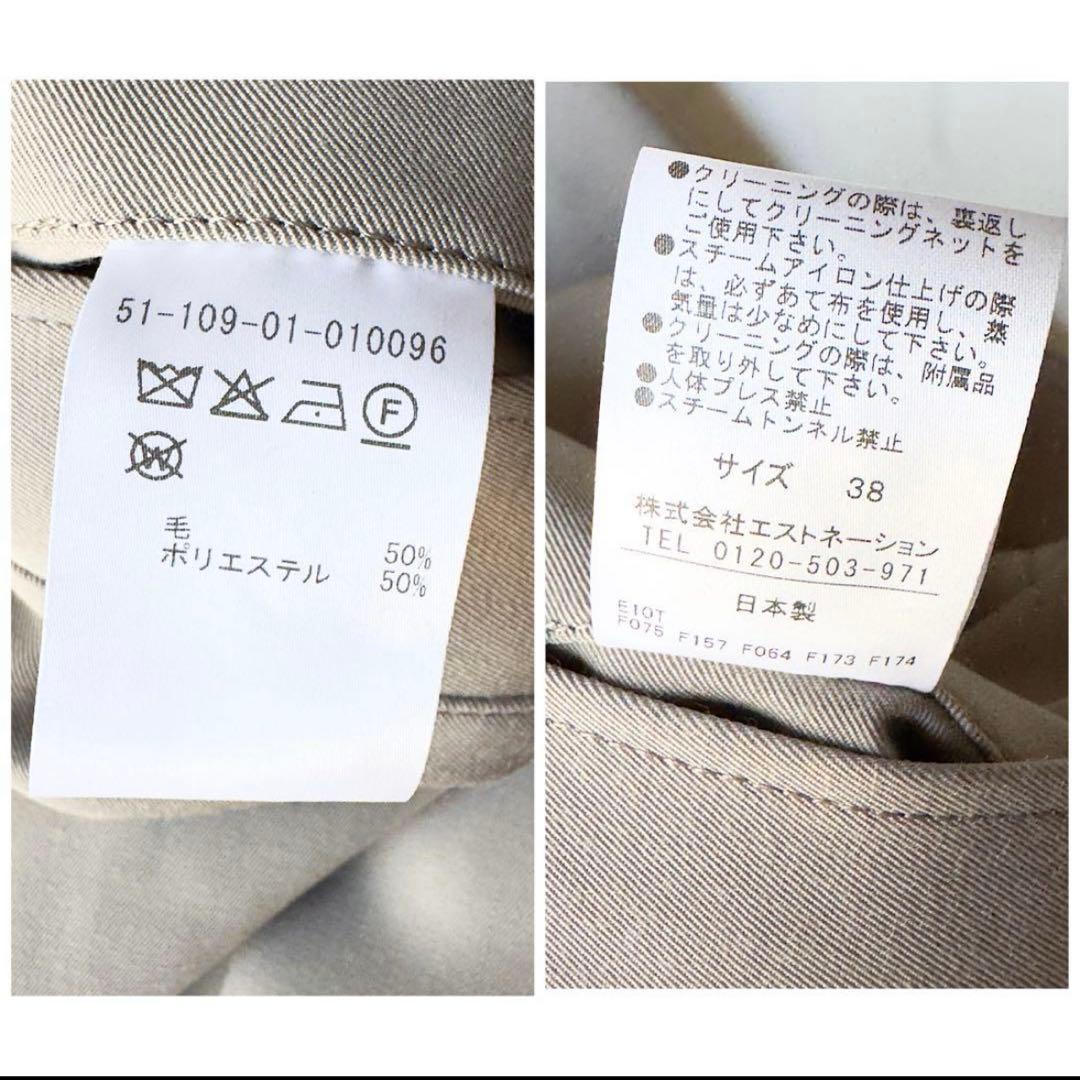 51-109-01-010096
F
W
毛 50%
ポリエステル 50%
●クリーニングの際は、裏返し
にしてクリーニングネットを
ご使用下さい。
●スチームアイロン仕上げの際
は、必ずあて布を使用し、蒸
気量は少なめにして下さい。
●クリーニングの際は、附属品
を取り外して下さい。
●人体プレス禁止
●スチームトンネル禁止
サイズ 38
株式会社エストネーション
TEL 0120-503-971
日本製
E10T
F075 F157 F064 F173 F174